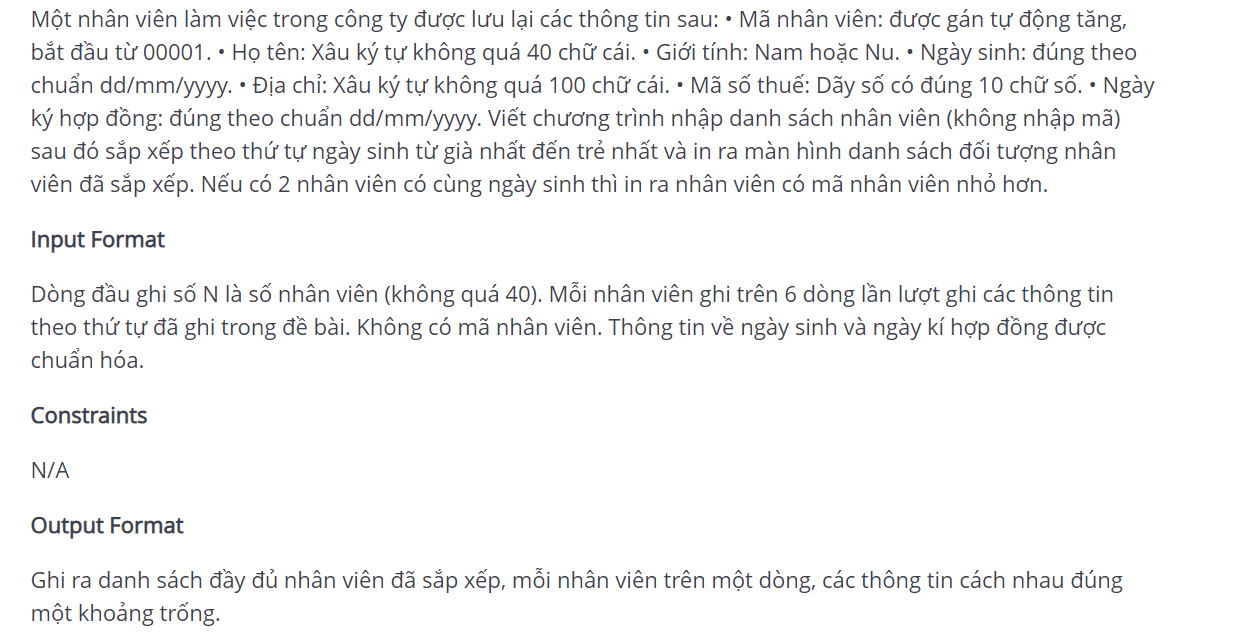 Một nhân viên làm việc trong công ty được lưu lại các thông tin sau: • Mã nhân viên: được gán tự động tăng,
bắt đầu từ 00001. • Họ tên: Xâu ký tự không quá 40 chữ cái. • Giới tính: Nam hoặc Nu. • Ngày sinh: đúng theo
chuẩn dd/mm/yyyy. • Địa chỉ: Xâu ký tự không quá 100 chữ cái. • Mã số thuế: Dãy số có đúng 10 chữ số. • Ngày
ký hợp đồng: đúng theo chuẩn dd/mm/yyyy. Viết chương trình nhập danh sách nhân viên (không nhập mã)
sau đó sắp xếp theo thứ tự ngày sinh từ già nhất đến trẻ nhất và in ra màn hình danh sách đối tượng nhân
viên đã sắp xếp. Nếu có 2 nhân viên có cùng ngày sinh thì in ra nhân viên có mã nhân viên nhỏ hơn.
Input Format
Dòng đầu ghi số N là số nhân viên (không quá 40). Mỗi nhân viên ghi trên 6 dòng lần lượt ghi các thông tin
theo thứ tự đã ghi trong đề bài. Không có mã nhân viên. Thông tin về ngày sinh và ngày kí hợp đồng được
chuẩn hóa.
Constraints
N/A
Output Format
Ghi ra danh sách đầy đủ nhân viên đã sắp xếp, mỗi nhân viên trên một dòng, các thông tin cách nhau đúng
một khoảng trống.